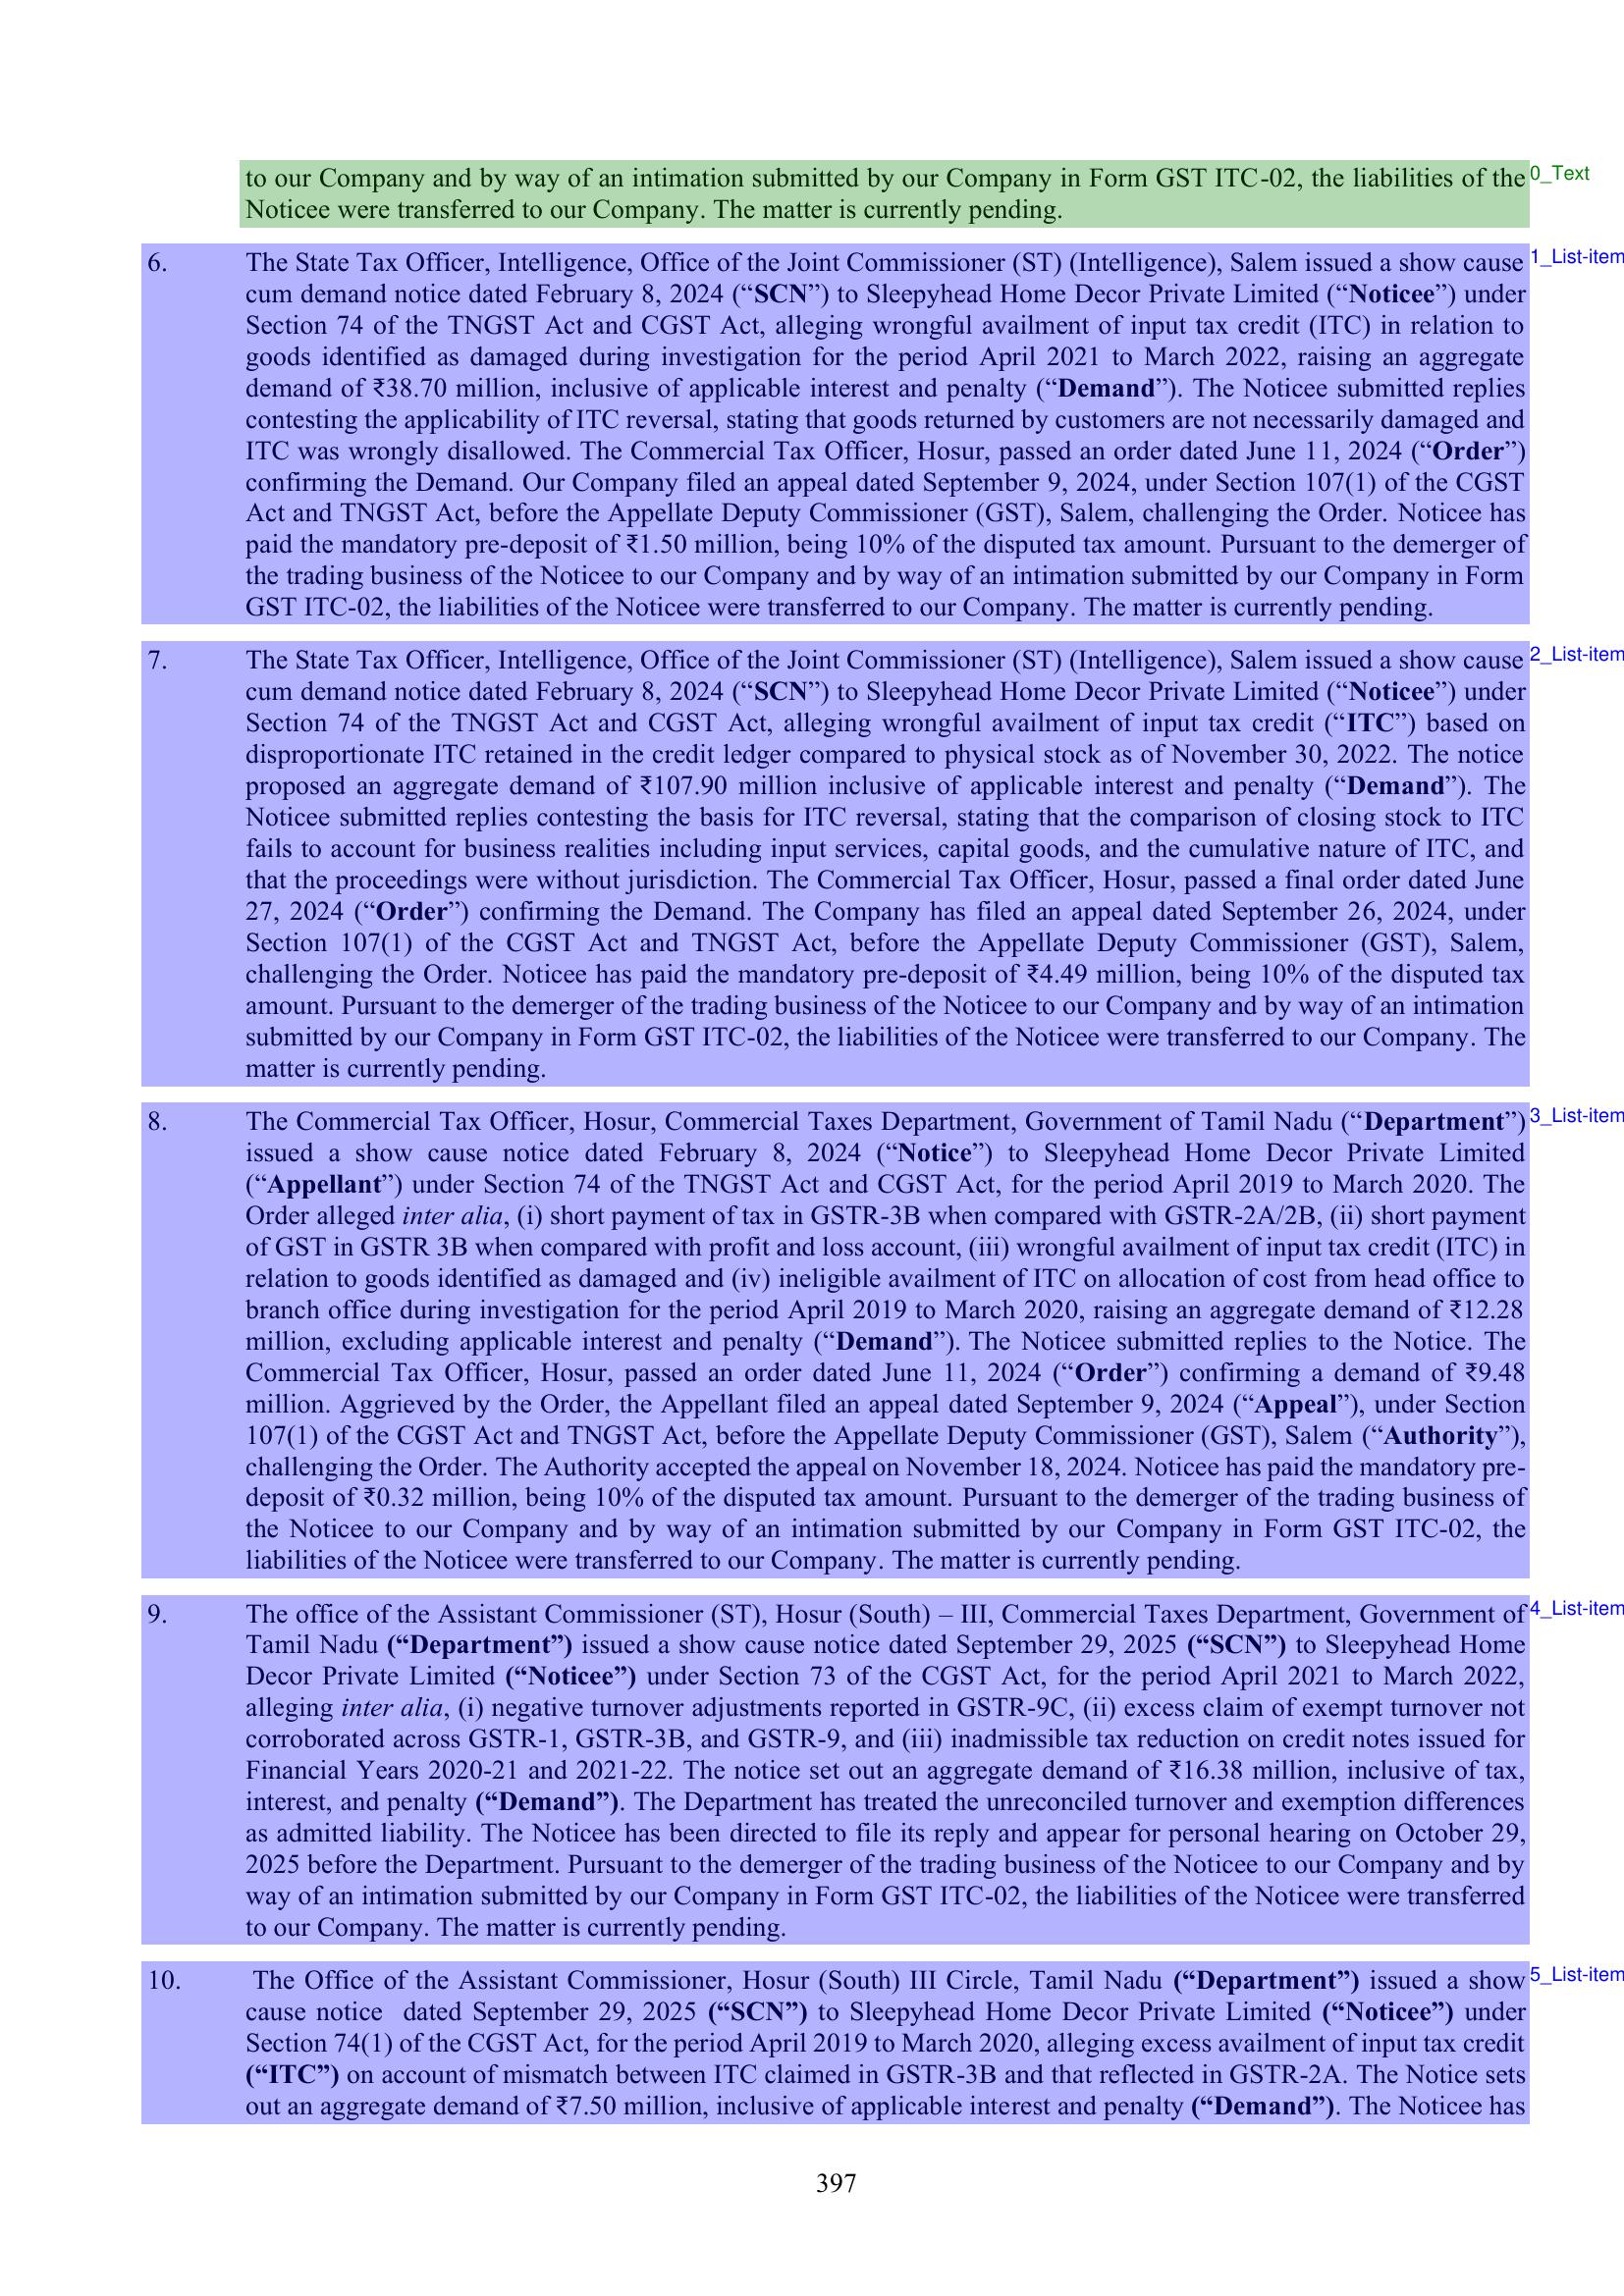 to our Company and by way of an intimation submitted by our Company in Form GST ITC-02, the liabilities of the
Noticee were transferred to our Company. The matter is currently pending.
0_Text
6. The State Tax Officer, Intelligence, Office of the Joint Commissioner (ST) (Intelligence), Salem issued a show cause
cum demand notice dated February 8, 2024 (“SCN”) to Sleepyhead Home Decor Private Limited (“Noticee”) under
Section 74 of the TNGST Act and CGST Act, alleging wrongful availment of input tax credit (ITC) in relation to
goods identified as damaged during investigation for the period April 2021 to March 2022, raising an aggregate
demand of ₹38.70 million, inclusive of applicable interest and penalty (“Demand”). The Noticee submitted replies
contesting the applicability of ITC reversal, stating that goods returned by customers are not necessarily damaged and
ITC was wrongly disallowed. The Commercial Tax Officer, Hosur, passed an order dated June 11, 2024 (“Order”)
confirming the Demand. Our Company filed an appeal dated September 9, 2024, under Section 107(1) of the CGST
Act and TNGST Act, before the Appellate Deputy Commissioner (GST), Salem, challenging the Order. Noticee has
paid the mandatory pre-deposit of ₹1.50 million, being 10% of the disputed tax amount. Pursuant to the demerger of
the trading business of the Noticee to our Company and by way of an intimation submitted by our Company in Form
GST ITC-02, the liabilities of the Noticee were transferred to our Company. The matter is currently pending.
1_List-item
7. The State Tax Officer, Intelligence, Office of the Joint Commissioner (ST) (Intelligence), Salem issued a show cause
cum demand notice dated February 8, 2024 (“SCN”) to Sleepyhead Home Decor Private Limited (“Noticee”) under
Section 74 of the TNGST Act and CGST Act, alleging wrongful availment of input tax credit (“ITC”) based on
disproportionate ITC retained in the credit ledger compared to physical stock as of November 30, 2022. The notice
proposed an aggregate demand of ₹107.90 million inclusive of applicable interest and penalty (“Demand”). The
Noticee submitted replies contesting the basis for ITC reversal, stating that the comparison of closing stock to ITC
fails to account for business realities including input services, capital goods, and the cumulative nature of ITC, and
that the proceedings were without jurisdiction. The Commercial Tax Officer, Hosur, passed a final order dated June
27, 2024 (“Order”) confirming the Demand. The Company has filed an appeal dated September 26, 2024, under
Section 107(1) of the CGST Act and TNGST Act, before the Appellate Deputy Commissioner (GST), Salem,
challenging the Order. Noticee has paid the mandatory pre-deposit of ₹4.49 million, being 10% of the disputed tax
amount. Pursuant to the demerger of the trading business of the Noticee to our Company and by way of an intimation
submitted by our Company in Form GST ITC-02, the liabilities of the Noticee were transferred to our Company. The
matter is currently pending.
2_List-item
8. The Commercial Tax Officer, Hosur, Commercial Taxes Department, Government of Tamil Nadu (“Department”)
issued a show cause notice dated February 8, 2024 (“Notice”) to Sleepyhead Home Decor Private Limited
(“Appellant”) under Section 74 of the TNGST Act and CGST Act, for the period April 2019 to March 2020. The
Order alleged inter alia, (i) short payment of tax in GSTR-3B when compared with GSTR-2A/2B, (ii) short payment
of GST in GSTR 3B when compared with profit and loss account, (iii) wrongful availment of input tax credit (ITC) in
relation to goods identified as damaged and (iv) ineligible availment of ITC on allocation of cost from head office to
branch office during investigation for the period April 2019 to March 2020, raising an aggregate demand of ₹12.28
million, excluding applicable interest and penalty (“Demand”). The Noticee submitted replies to the Notice. The
Commercial Tax Officer, Hosur, passed an order dated June 11, 2024 (“Order”) confirming a demand of ₹9.48
million. Aggrieved by the Order, the Appellant filed an appeal dated September 9, 2024 (“Appeal”), under Section
107(1) of the CGST Act and TNGST Act, before the Appellate Deputy Commissioner (GST), Salem (“Authority”),
challenging the Order. The Authority accepted the appeal on November 18, 2024. Noticee has paid the mandatory pre-
deposit of ₹0.32 million, being 10% of the disputed tax amount. Pursuant to the demerger of the trading business of
the Noticee to our Company and by way of an intimation submitted by our Company in Form GST ITC-02, the
liabilities of the Noticee were transferred to our Company. The matter is currently pending.
3_List-item
9. The office of the Assistant Commissioner (ST), Hosur (South) – III, Commercial Taxes Department, Government of
Tamil Nadu (“Department”) issued a show cause notice dated September 29, 2025 (“SCN”) to Sleepyhead Home
Decor Private Limited (“Noticee”) under Section 73 of the CGST Act, for the period April 2021 to March 2022,
alleging inter alia, (i) negative turnover adjustments reported in GSTR-9C, (ii) excess claim of exempt turnover not
corroborated across GSTR-1, GSTR-3B, and GSTR-9, and (iii) inadmissible tax reduction on credit notes issued for
Financial Years 2020-21 and 2021-22. The notice set out an aggregate demand of ₹16.38 million, inclusive of tax,
interest, and penalty (“Demand”). The Department has treated the unreconciled turnover and exemption differences
as admitted liability. The Noticee has been directed to file its reply and appear for personal hearing on October 29,
2025 before the Department. Pursuant to the demerger of the trading business of the Noticee to our Company and by
way of an intimation submitted by our Company in Form GST ITC-02, the liabilities of the Noticee were transferred
to our Company. The matter is currently pending.
4_List-item
10. The Office of the Assistant Commissioner, Hosur (South) III Circle, Tamil Nadu (“Department”) issued a show
cause notice dated September 29, 2025 (“SCN”) to Sleepyhead Home Decor Private Limited (“Noticee”) under
Section 74(1) of the CGST Act, for the period April 2019 to March 2020, alleging excess availment of input tax credit
(“ITC”) on account of mismatch between ITC claimed in GSTR-3B and that reflected in GSTR-2A. The Notice sets
out an aggregate demand of ₹7.50 million, inclusive of applicable interest and penalty (“Demand”). The Noticee has
5_List-item
397